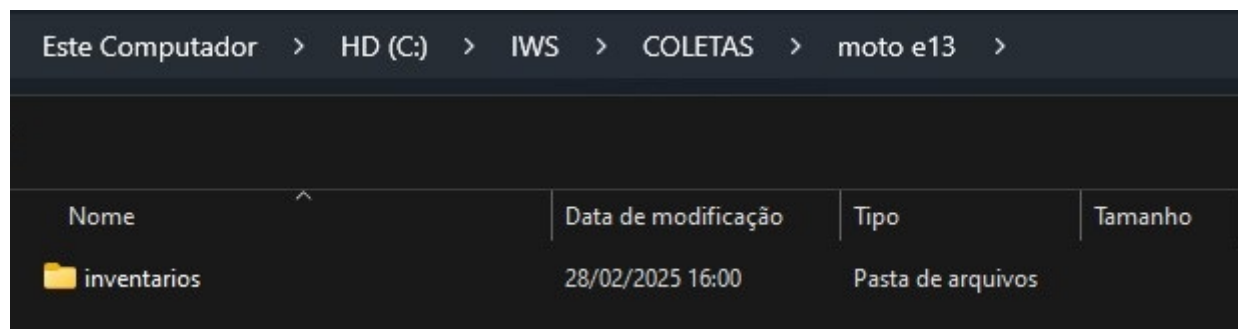 Este Computador > HD (C:) > IWS > COLETAS > moto e13 >
Nome Data de modificação Tipo Tamanho
inventarios 28/02/2025 16:00 Pasta de arquivos